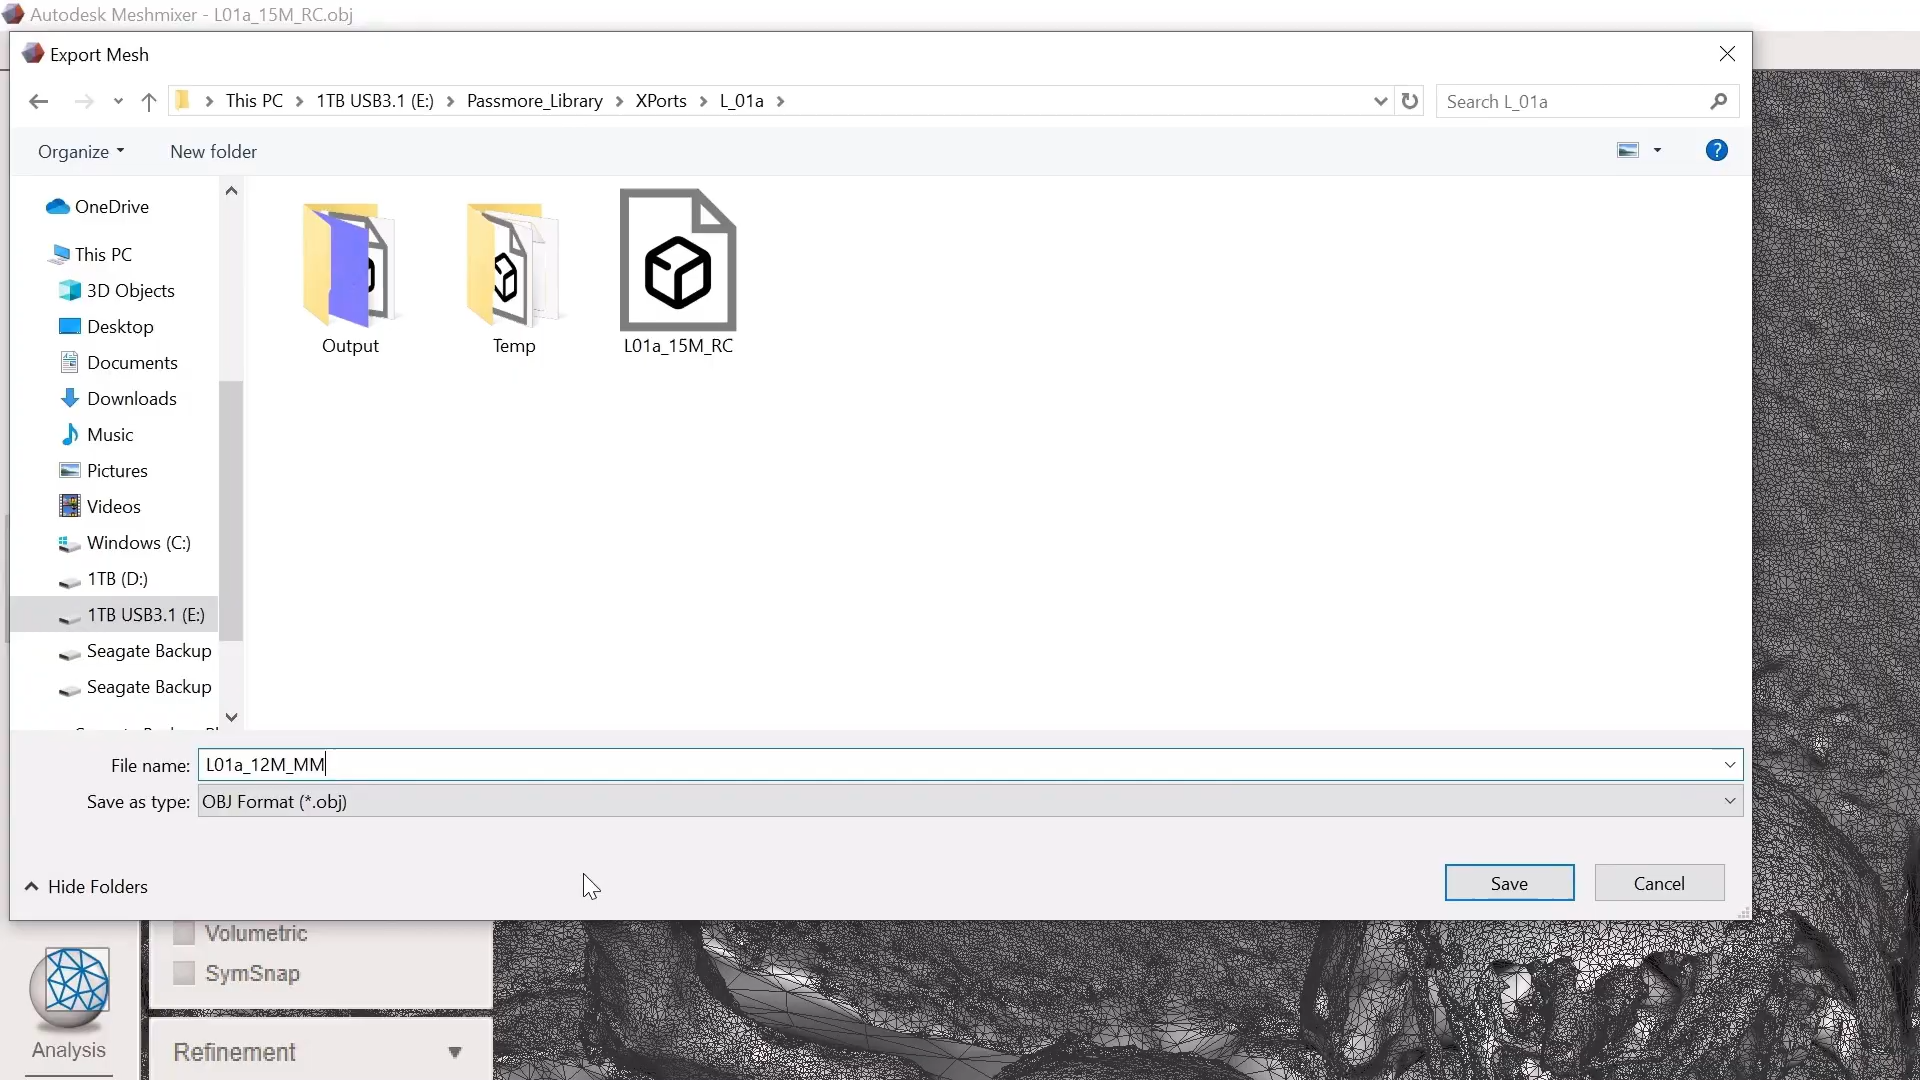 Autodesk Meshmixer - L01a_15M_RC.obj
Export Mesh
This PC
1TB USB3.1 (E:)
Passmore_Library
XPorts
L_01a
Search L_01a
Organize
New folder
?
OneDrive
This PC
3D Objects
Desktop
Documents
Downloads
Music
Pictures
Videos
Windows (C:)
1TB (D:)
1TB USB3.1 (E:)
Seagate Backup
Seagate Backup
Output
Temp
L01a_15M_RC
File name:
L01a_12M_MM
Save as type:
OBJ Format (*.obj)
Hide Folders
Save
Cancel
Volumetric
SymSnap
Analysis
Refinement